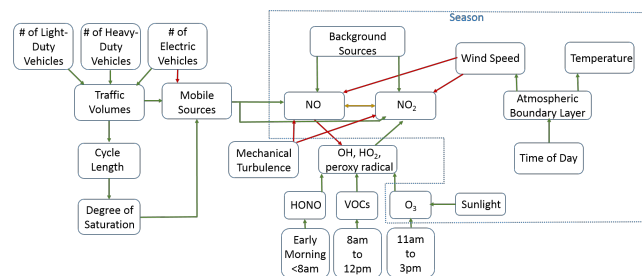 Season
# of Light-
Duty
Vehicles
# of Heavy-
Duty
Vehicles
# of
Electric
Vehicles
Background
Sources
Wind Speed
Temperature
Traffic
Volumes
Mobile
Sources
NO
NO2
Atmospheric
Boundary Layer
Cycle
Length
Mechanical
Turbulence
OH, HO2,
peroxy radical
Time of Day
Degree of
Saturation
HONO
VOCs
O3
Sunlight
Early
Morning
<8am
8am
to
12pm
11am
to
3pm